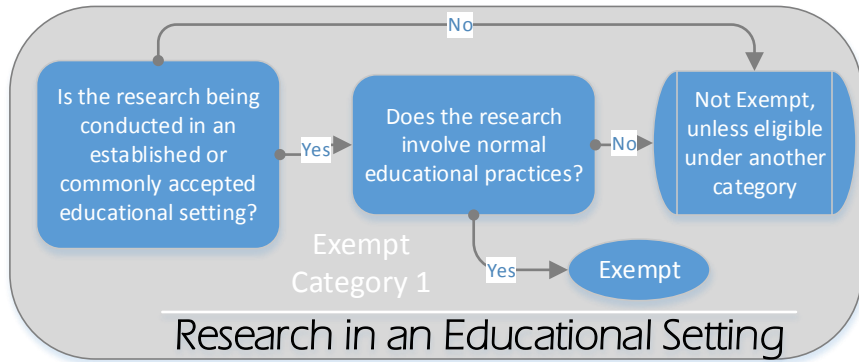 No
Is the research being
conducted in an
established or
commonly accepted
educational setting?
Yes
Does the research
involve normal
educational practices?
No
Not Exempt,
unless eligible
under another
category
Yes
Exempt
Exempt
Category 1
Research in an Educational Setting